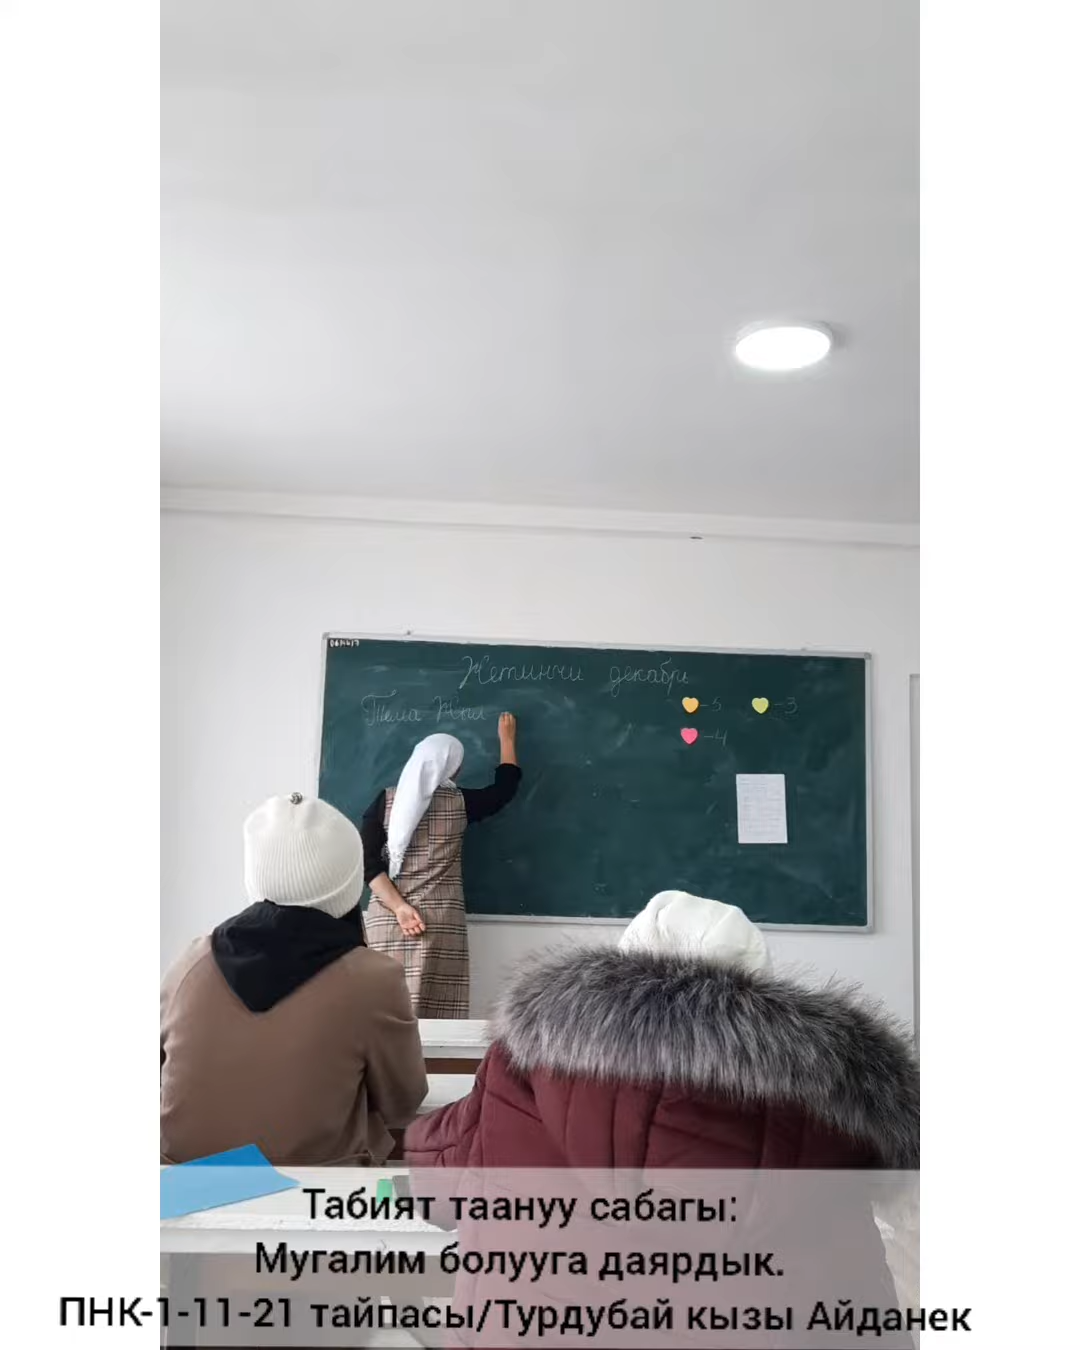 Жетинчи декабрь
Тема Жыл
-5 -3
-4
Табият таануу сабагы:
Мугалим болууга даярдык.
ПНК-1-11-21 тайпасы/Турдубай кызы Айданек